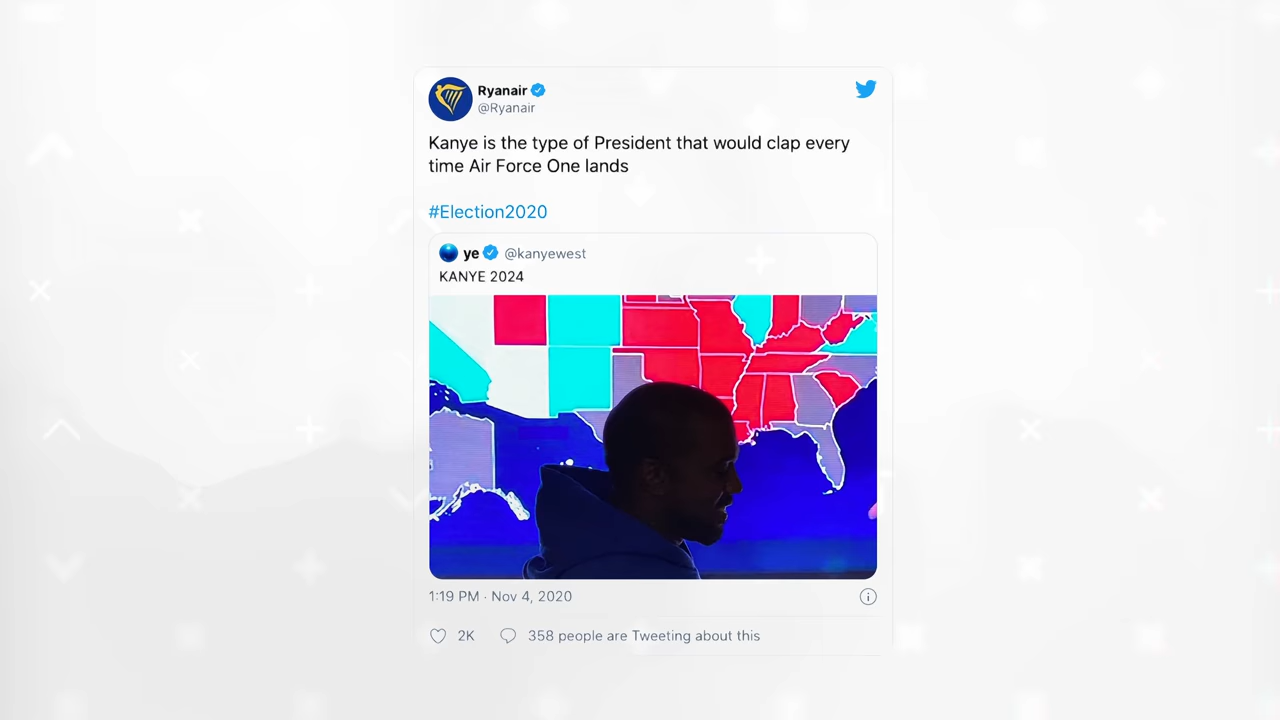 Ryanair
@Ryanair
Kanye is the type of President that would clap every
time Air Force One lands
#Election2020
ye @kanyewest
KANYE 2024
1:19 PM · Nov 4, 2020
2K 358 people are Tweeting about this